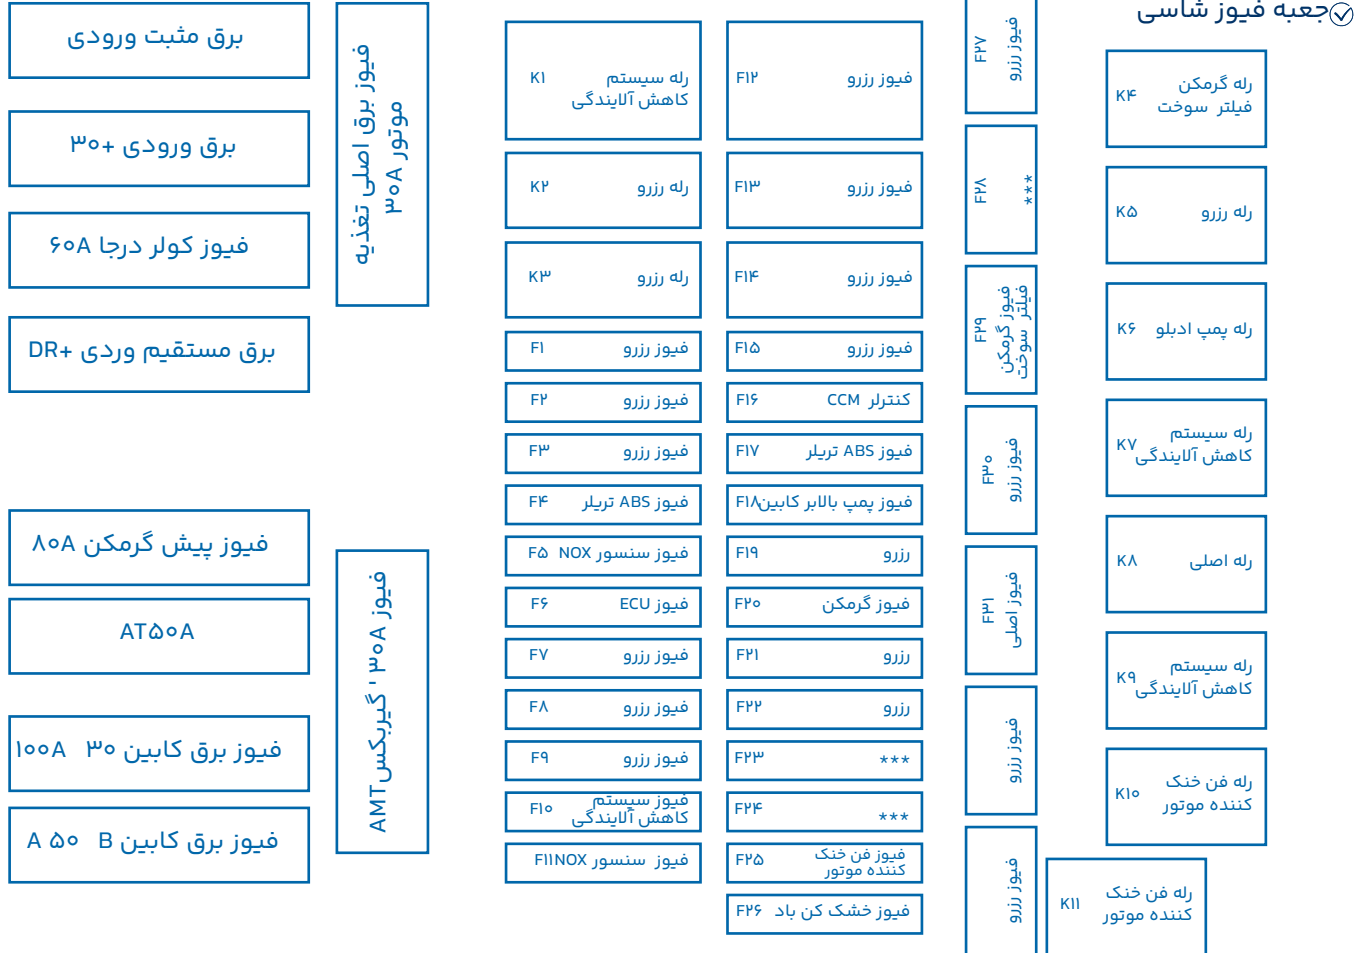 جعبه فیوز شاسی
رله گرمکن
فیلتر سوخت
K۴
رله رزرو
K۵
رله پمپ ادبلو
K۶
رله سیستم
کاهش آلایندگی
K۷
رله اصلی
K۸
رله سیستم
کاهش آلایندگی
K۹
رله فن خنک
کننده موتور
K۱۰
رله فن خنک
کننده موتور
K۱۱
F۲۷
فیوز رزرو
F۲۸
***
F۲۹
فیوز گرمکن
فیلتر سوخت
F۳۰
فیوز رزرو
F۳۱
فیوز اصلی
فیوز رزرو
فیوز رزرو
فیوز رزرو F۱۲
فیوز رزرو F۱۳
فیوز رزرو F۱۴
فیوز رزرو F۱۵
کنترلر CCM F۱۶
فیوز ABS تریلر F۱۷
فیوز پمپ بالابر کابین F۱۸
رزرو F۱۹
فیوز گرمکن F۲۰
رزرو F۲۱
رزرو F۲۲
*** F۲۳
*** F۲۴
فیوز فن خنک
کننده موتور
F۲۵
فیوز خشک کن باد F۲۶
رله سیستم
کاهش آلایندگی
K۱
رله رزرو K۲
رله رزرو K۳
فیوز رزرو F۱
فیوز رزرو F۲
فیوز رزرو F۳
فیوز ABS تریلر F۴
فیوز سنسور NOX F۵
فیوز ECU F۶
فیوز رزرو F۷
فیوز رزرو F۸
فیوز رزرو F۹
فیوز سیستم
کاهش آلایندگی
F۱۰
فیوز سنسور NOX F۱۱
فیوز برق اصلی تغذیه
موتور ۳۰A
فیوز ۳۰A ' گیربکس AMT
برق مثبت ورودی
برق ورودی +۳۰
فیوز کولر درجا ۶۰A
برق مستقیم وردی +DR
فیوز پیش گرمکن ۸۰A
AT۵۰A
فیوز برق کابین ۳۰ ۱۰۰A
فیوز برق کابین B ۵۰ A